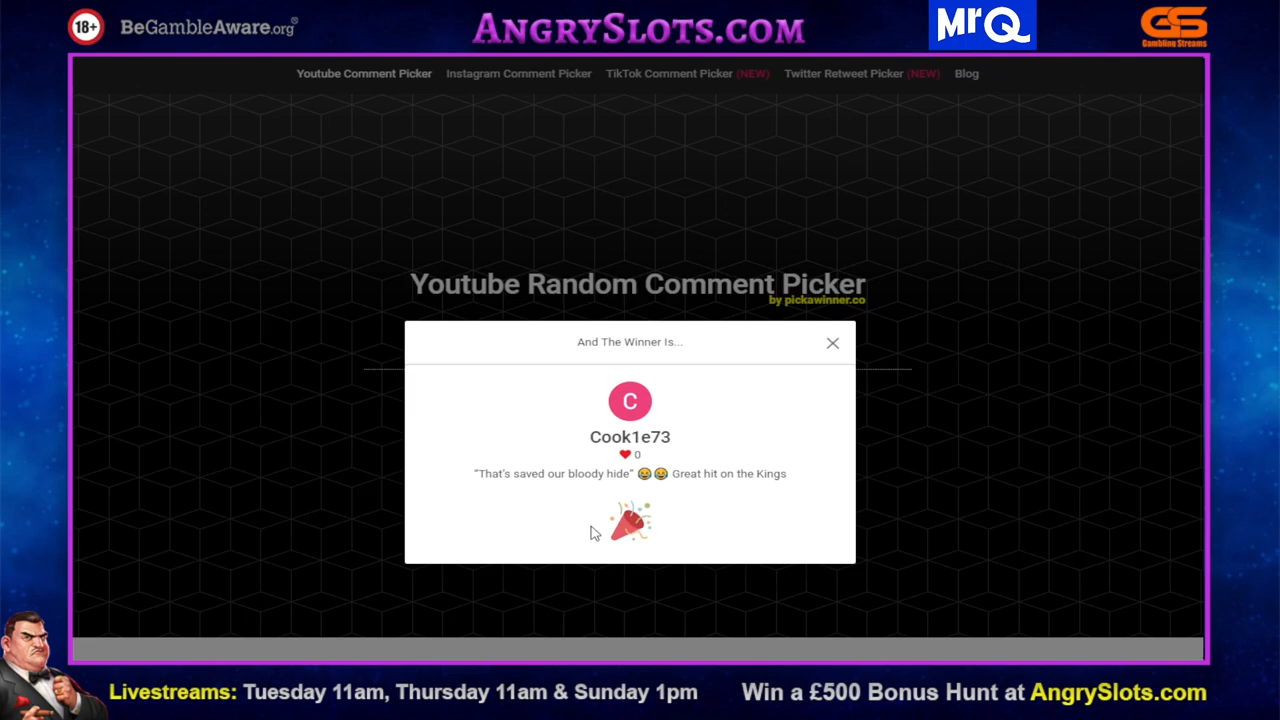 18+ BeGambleAware.org® AngrySlots.com MrQ GS
Gambling Streams
Youtube Comment Picker Instagram Comment Picker TikTok Comment Picker (NEW) Twitter Retweet Picker (NEW) Blog
Youtube Random Comment Picker
by pickawinner.co
And The Winner Is...
C
Cook1e73
0
“That’s saved our bloody hide” 😂😂 Great hit on the Kings
Livestreams: Tuesday 11am, Thursday 11am & Sunday 1pm Win a £500 Bonus Hunt at AngrySlots.com